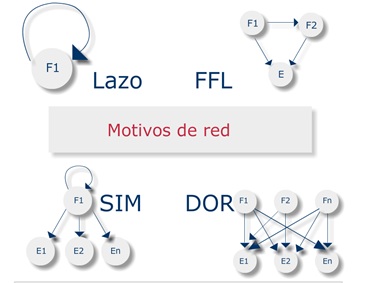 F1
Lazo
FFL
F1
F2
E
Motivos de red
F1
SIM
E1
E2
En
DOR
F1
F2
Fn
E1
E2
En